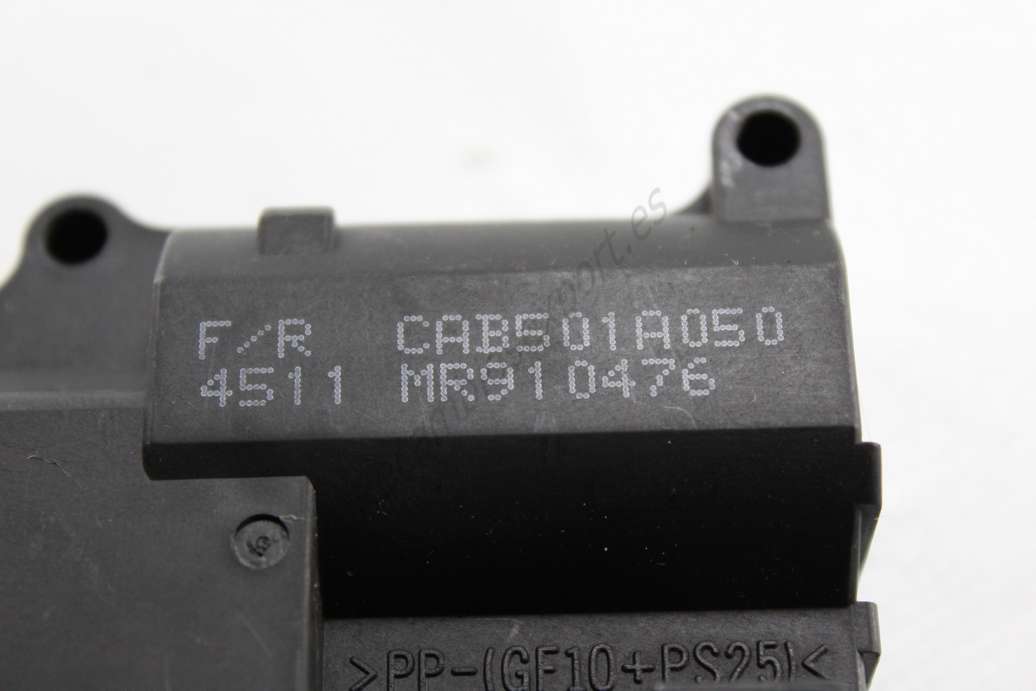 F/R CAB501A050
4511 MR910476
>PP-(GF10+PS25)<